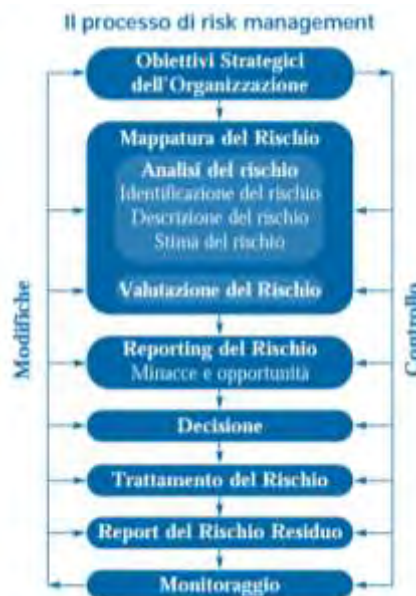 Il processo di risk management
Obiettivi Strategici
dell'Organizzazione
Mappatura del Rischio
Analisi del rischio
Identificazione del rischio
Descrizione del rischio
Stima del rischio
Valutazione del Rischio
Reporting del Rischio
Minacce e opportunità
Decisione
Trattamento del Rischio
Report del Rischio Residuo
Monitoraggio
Modifiche
Controllo